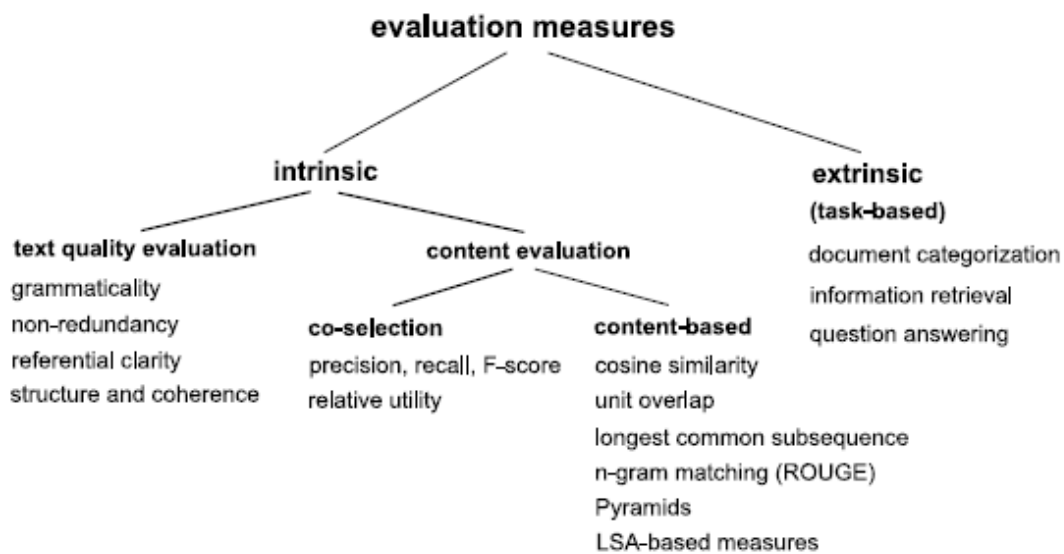 evaluation measures
intrinsic
extrinsic
(task-based)
text quality evaluation
grammaticality
non-redundancy
referential clarity
structure and coherence
content evaluation
co-selection
precision, recall, F-score
relative utility
content-based
cosine similarity
unit overlap
longest common subsequence
n-gram matching (ROUGE)
Pyramids
LSA-based measures
document categorization
information retrieval
question answering